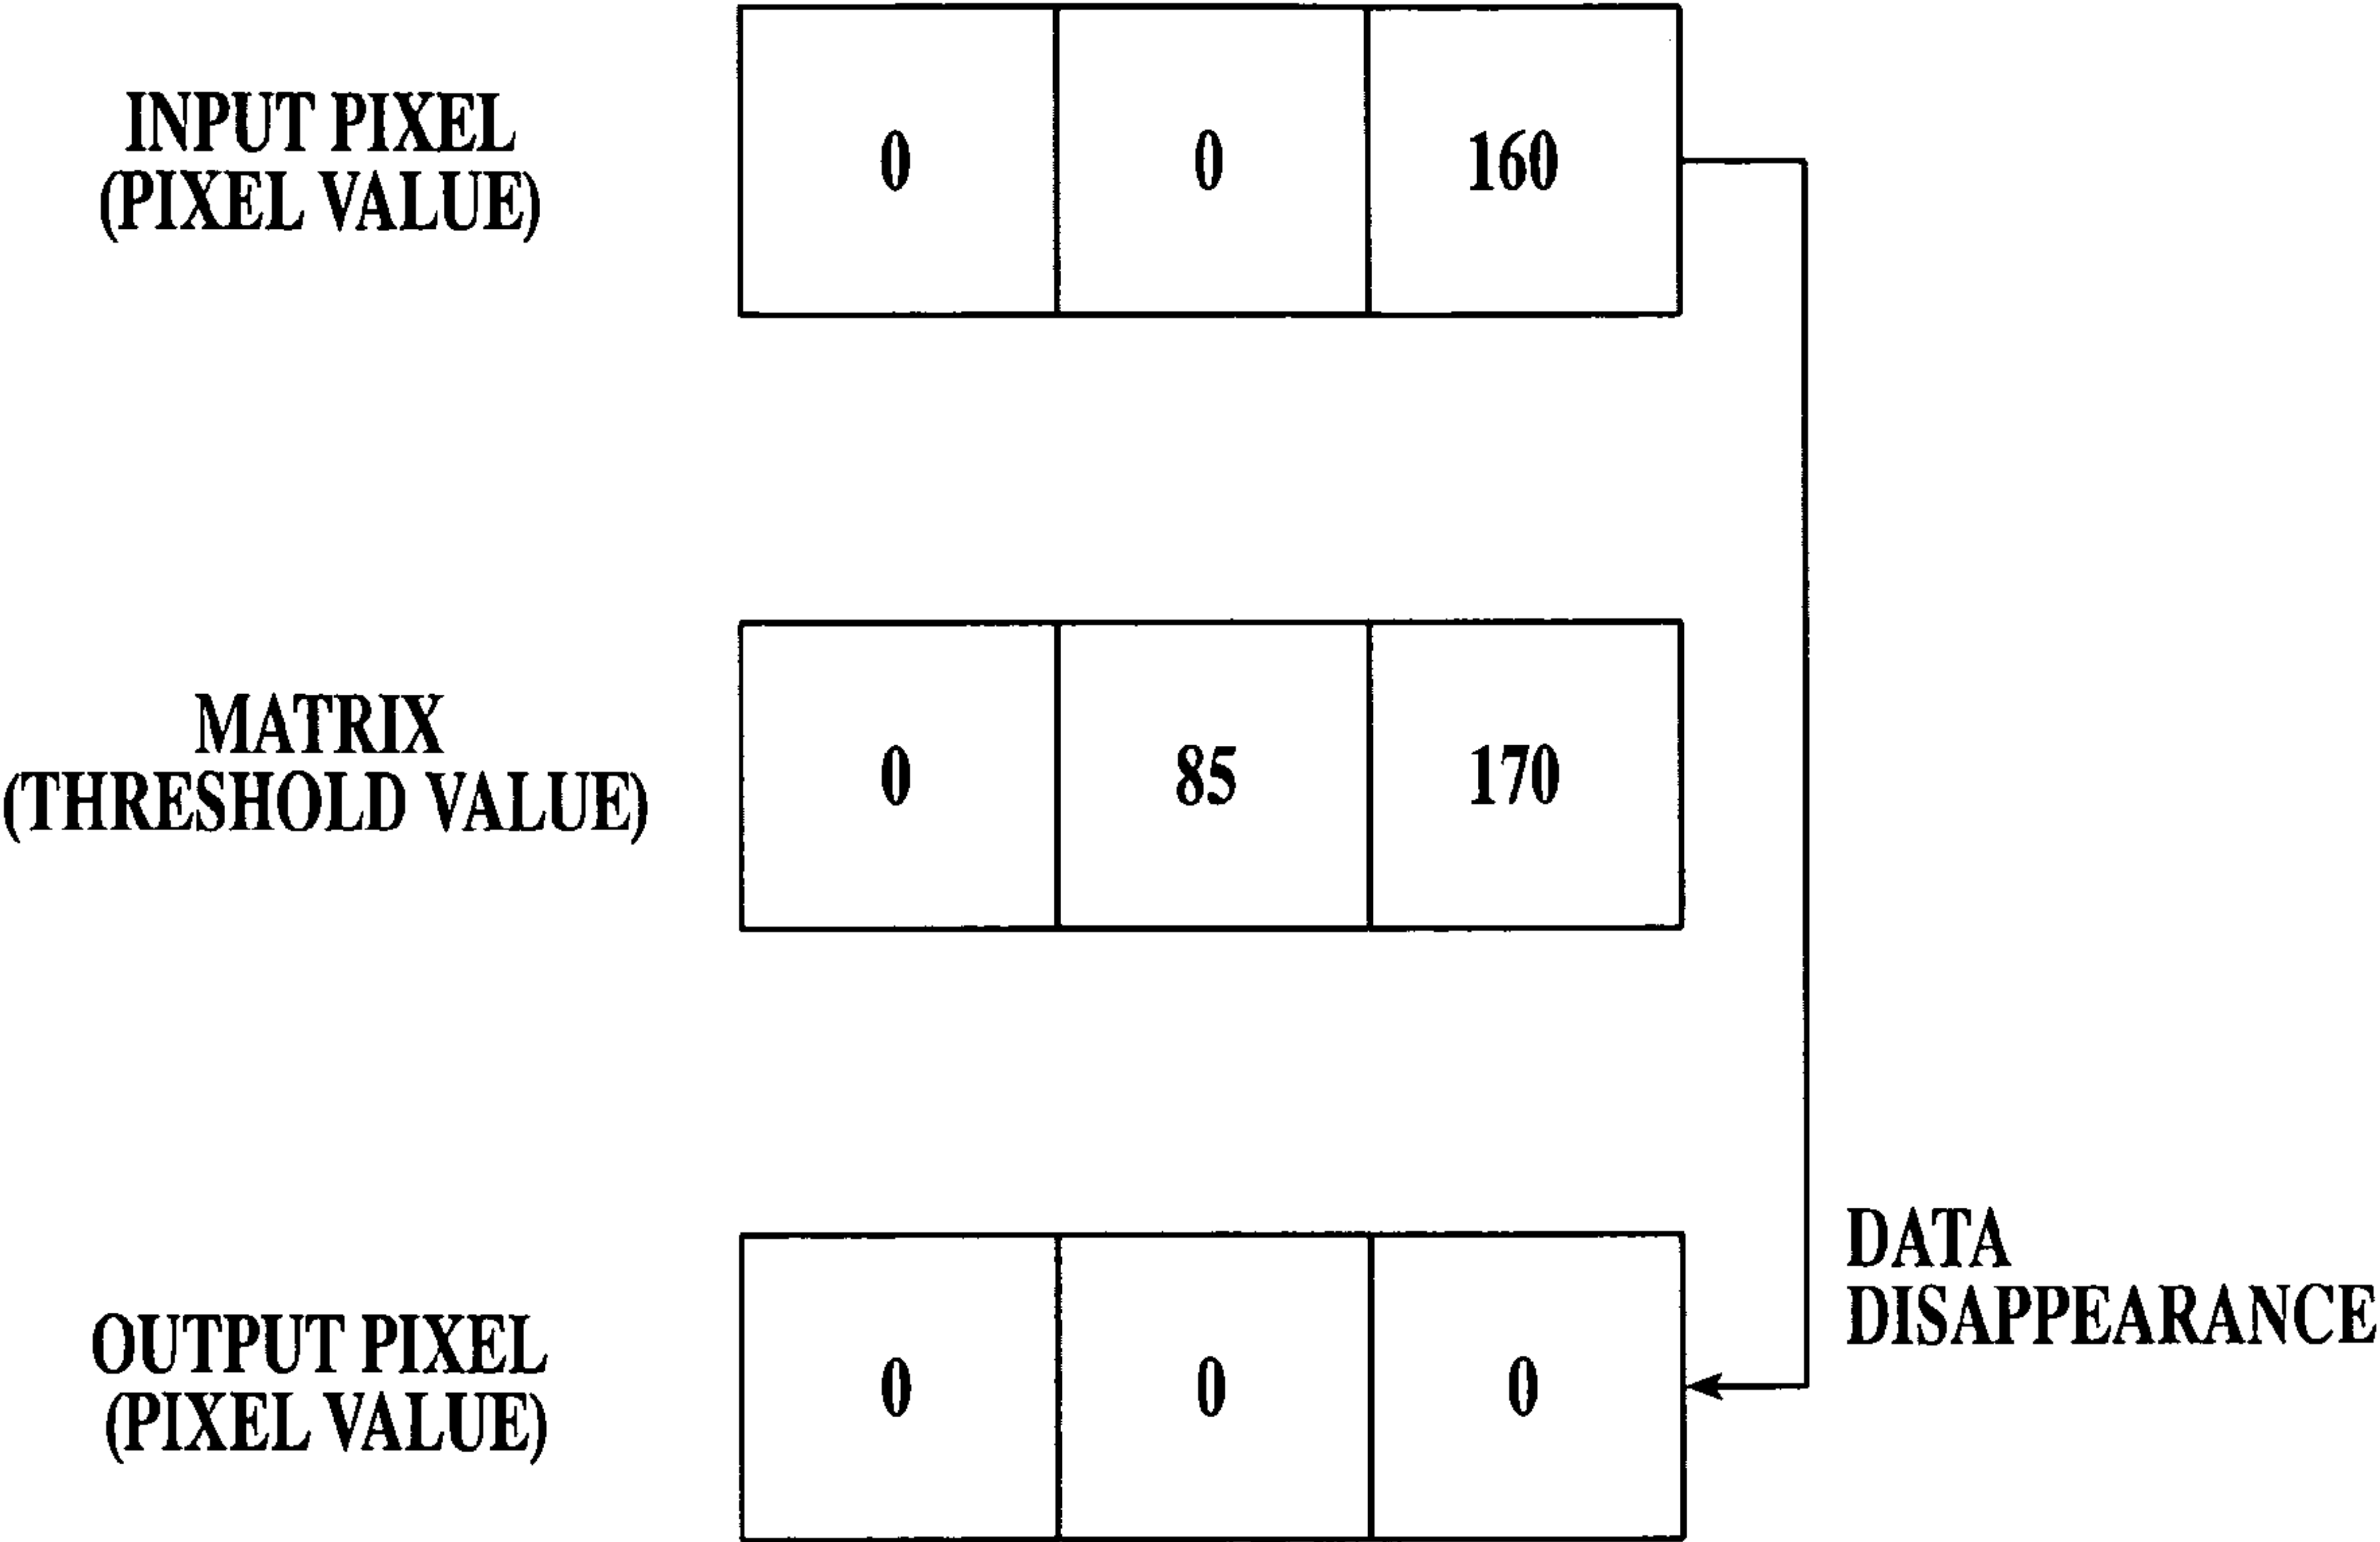 INPUT PIXEL
(PIXEL VALUE)
0 0 160
MATRIX
(THRESHOLD VALUE)
0 85 170
DATA
DISAPPEARANCE
OUTPUT PIXEL
(PIXEL VALUE)
0 0 0